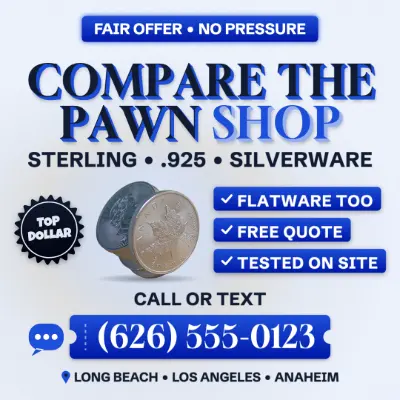 FAIR OFFER • NO PRESSURE
COMPARE THE
PAWN SHOP
STERLING • .925 • SILVERWARE
TOP
DOLLAR
FLATWARE TOO
FREE QUOTE
TESTED ON SITE
CALL OR TEXT
(626) 555-0123
LONG BEACH • LOS ANGELES • ANAHEIM